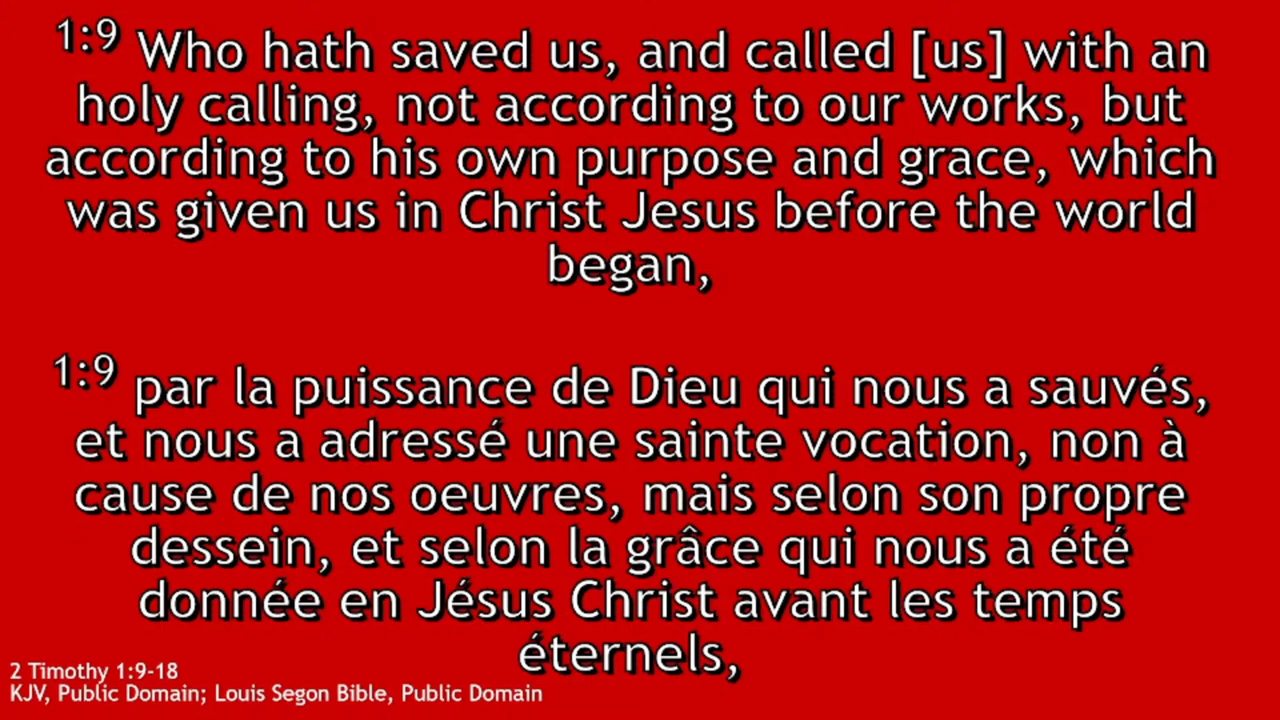 1:9 Who hath saved us, and called [us] with an
holy calling, not according to our works, but
according to his own purpose and grace, which
was given us in Christ Jesus before the world
began,
1:9 par la puissance de Dieu qui nous a sauvés,
et nous a adressé une sainte vocation, non à
cause de nos oeuvres, mais selon son propre
dessein, et selon la grâce qui nous a été
donnée en Jésus Christ avant les temps
éternels,
2 Timothy 1:9-18
KJV, Public Domain; Louis Segon Bible, Public Domain